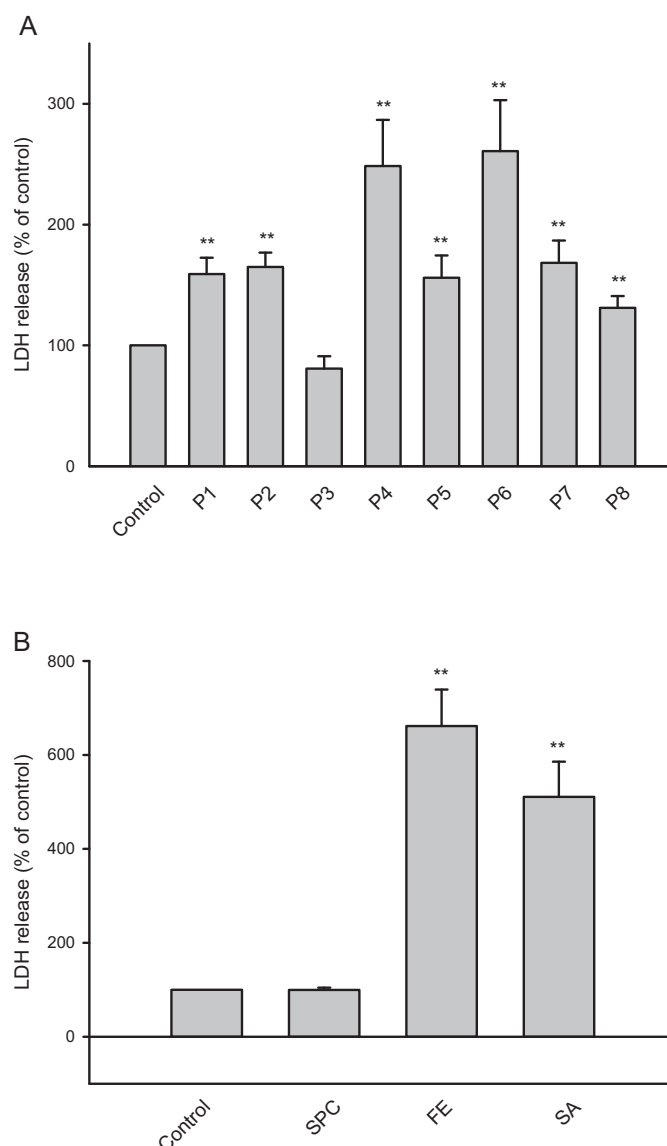 A
LDH release (% of control)
300
200
100
0
**
**
**
**
**
**
**
Control
P1
P2
P3
P4
P5
P6
P7
P8
B
LDH release (% of control)
800
600
400
200
0
**
**
Control
SPC
FE
SA